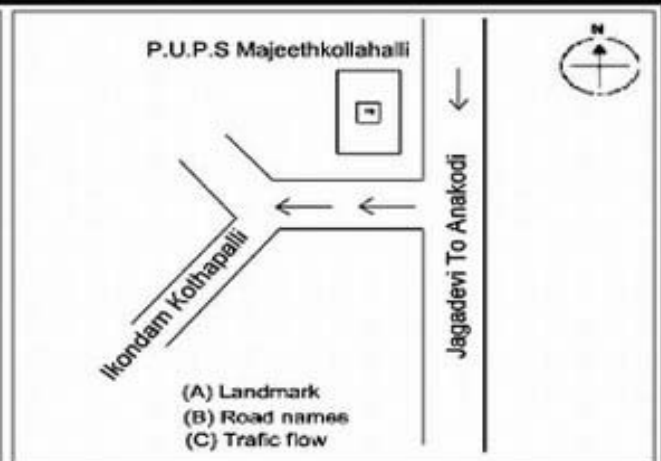 P.U.P.S Majeethkollahalli
N
Jagadevi To Anakodi
Ikondam Kothapalli
(A) Landmark
(B) Road names
(C) Trafic flow